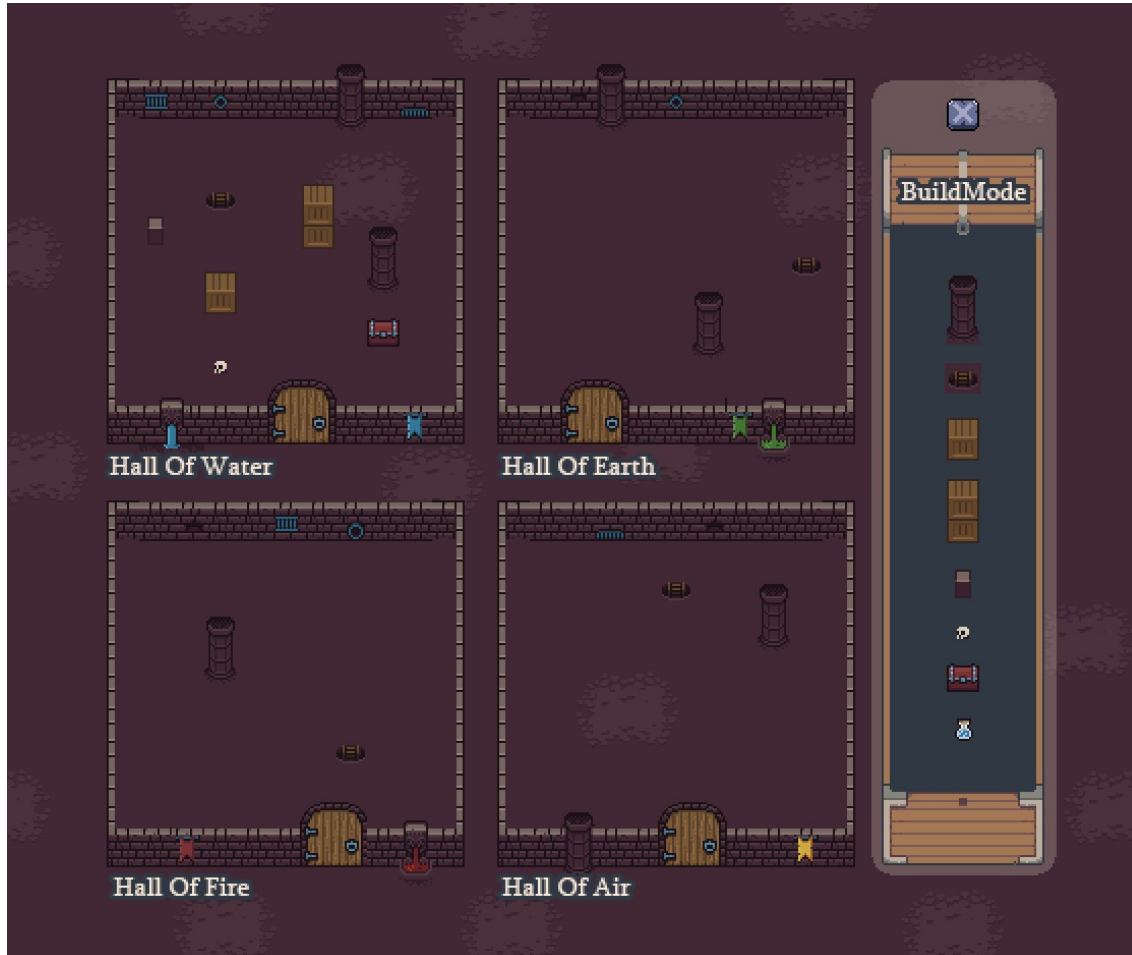 BuildMode
Hall Of Water
Hall Of Earth
Hall Of Fire
Hall Of Air